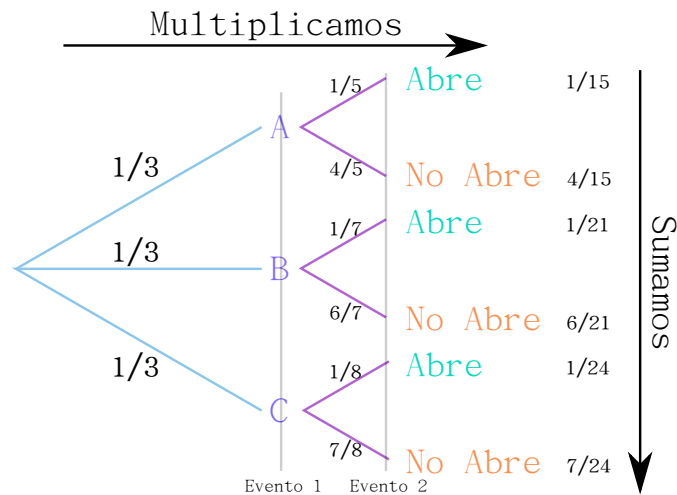 Multiplicamos
1/5 Abre 1/15
A
1/3 4/5 No Abre 4/15
1/7 Abre 1/21
1/3 B
6/7 No Abre 6/21
1/3 1/8 Abre 1/24
C
7/8 No Abre 7/24
Evento 1 Evento 2
Sumamos